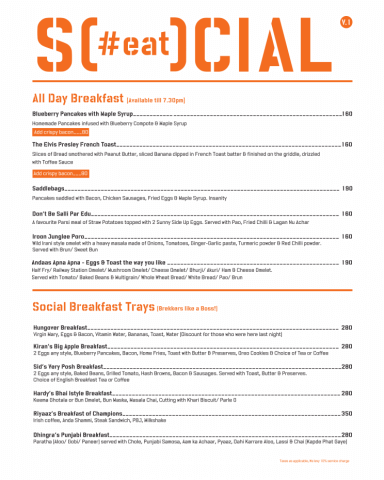 S(#eat)CIAL
V.1
All Day Breakfast (Available till 7.30pm)
Blueberry Pancakes with Maple Syrup 160
Homemade Pancakes infused with Blueberry Compote & Maple Syrup
add crispy bacon......80
The Elvis Presley French Toast 160
Slices of Bread smothered with Peanut Butter, sliced Banana dipped in French Toast batter & finished on the griddle, drizzled
with Toffee Sauce
add crispy bacon......80
Saddlebags 190
Pancakes saddled with Bacon, Chicken Sausages, Fried Eggs & Maple Syrup. Insanity
Don't Be Salli Par Edu 160
A favourite Parsi meal of Straw Potatoes topped with 2 Sunny Side Up Eggs. Served with Pao, Fried Chilli & Lagan Nu Achar
Iroon Junglee Poro 160
Wild Irani style omelet with a heavy masala made of Onions, Tomatoes, Ginger-Garlic paste, Turmeric powder & Red Chilli powder.
Served with Brun/ Sweet Bun
Andaas Apna Apna - Eggs & Toast the way you like 190
Half Fry/ Railway Station Omelet/ Mushroom Omelet/ Cheese Omelet/ Bhurji/ Akuri/ Ham & Cheese Omelet.
Served with Tomato/ Baked Beans & Multigrain/ Whole Wheat Bread/ White Bread/ Pao/ Brun
Social Breakfast Trays (Brekkers like a Boss!)
Hungover Breakfast 280
Virgin Mary, Eggs & Bacon, Vitamin Water, Bananas, Toast, Water (Discount for those who were here last night)
Kiran's Big Apple Breakfast 280
2 Eggs any style, Blueberry Pancakes, Bacon, Home Fries, Toast with Butter & Preserves, Oreo Cookies & Choice of Tea or Coffee
Sid's Very Posh Breakfast 280
2 Eggs any style, Baked Beans, Grilled Tomato, Hash Browns, Bacon & Sausages. Served with Toast, Butter & Preserves.
Choice of English Breakfast Tea or Coffee
Hardy's Bhai Istyle Breakfast 280
Keema Ghotala or Bun Omelet, Bun Maska, Masala Chai, Cutting with Khari Biscuit/ Parle G
Riyaaz's Breakfast of Champions 350
Irish coffee, Anda Shammi, Steak Sandwich, PBJ, Milkshake
Dhingra's Punjabi Breakfast 280
Paratha (Aloo/ Gobi/ Paneer) served with Chole, Punjabi Samosa, Aam ka Achaar, Pyaaz, Dahi Kerrare Aloo, Lassi & Chai (Kapde Phat Gaye)